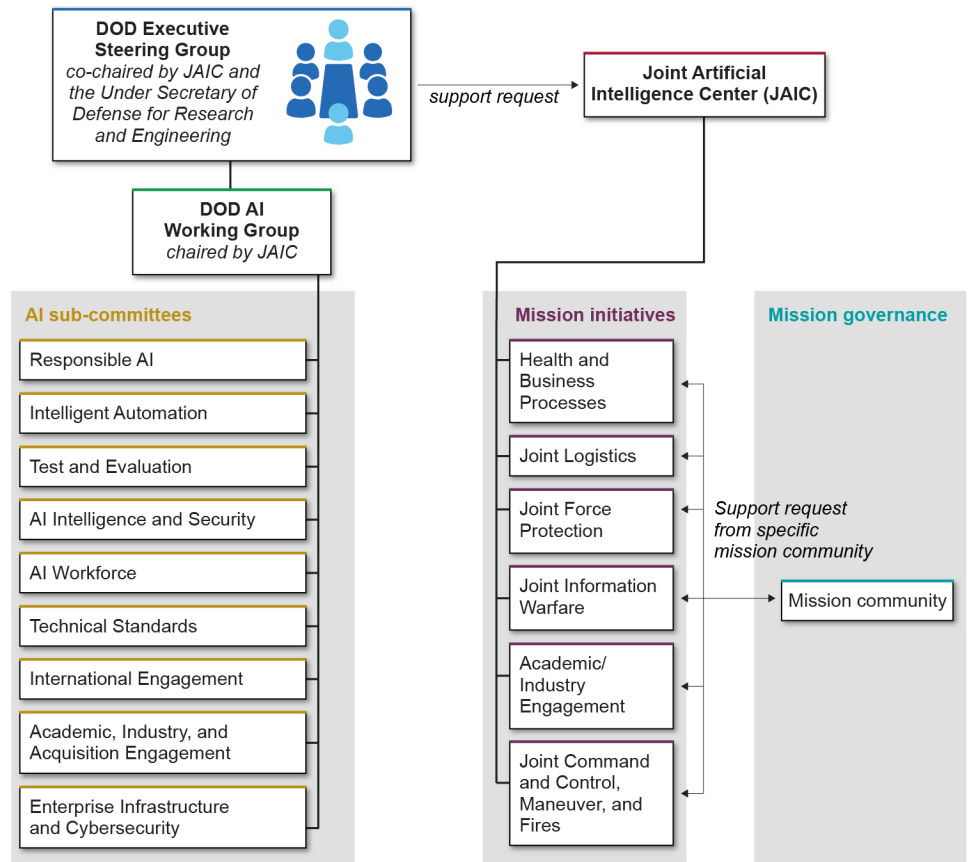 DOD Executive
Steering Group
co-chaired by JAIC and
the Under Secretary of
Defense for Research
and Engineering
support request
Joint Artificial
Intelligence Center (JAIC)
DOD AI
Working Group
chaired by JAIC
AI sub-committees
Responsible AI
Intelligent Automation
Test and Evaluation
AI Intelligence and Security
AI Workforce
Technical Standards
International Engagement
Academic, Industry, and
Acquisition Engagement
Enterprise Infrastructure
and Cybersecurity
Mission initiatives
Health and
Business
Processes
Joint Logistics
Joint Force
Protection
Joint Information
Warfare
Academic/
Industry
Engagement
Joint Command
and Control,
Maneuver, and
Fires
Support request
from specific
mission community
Mission governance
Mission community